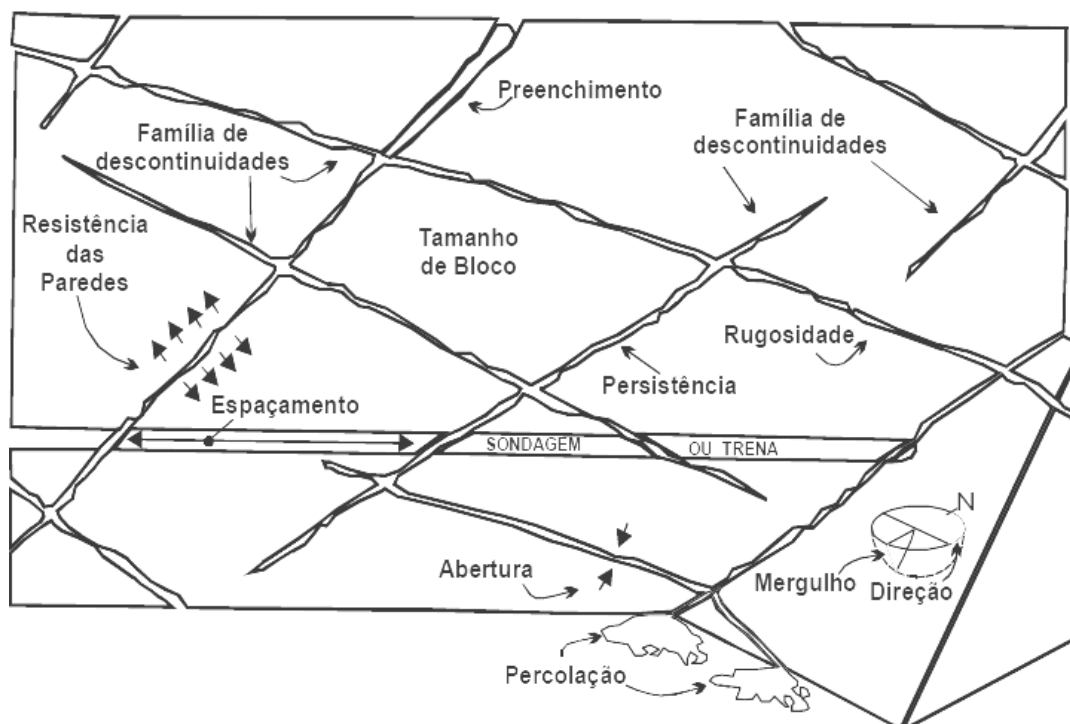 Preenchimento
Família de
descontinuidades
Família de
descontinuidades
Resistência
das
Paredes
Tamanho
de Bloco
Rugosidade
Persistência
Espaçamento
SONDAGEM
OU TRENA
N
Abertura
Mergulho
Direção
Percolação